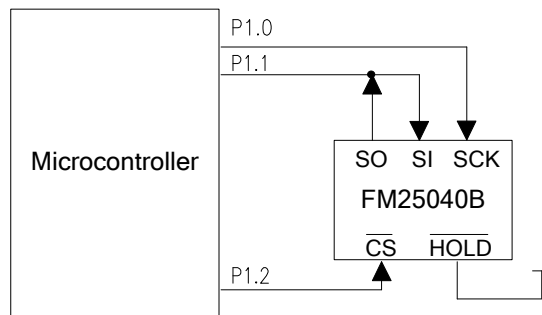 P1.0
P1.1
Microcontroller
SO SI SCK
FM25040B
CS HOLD
P1.2